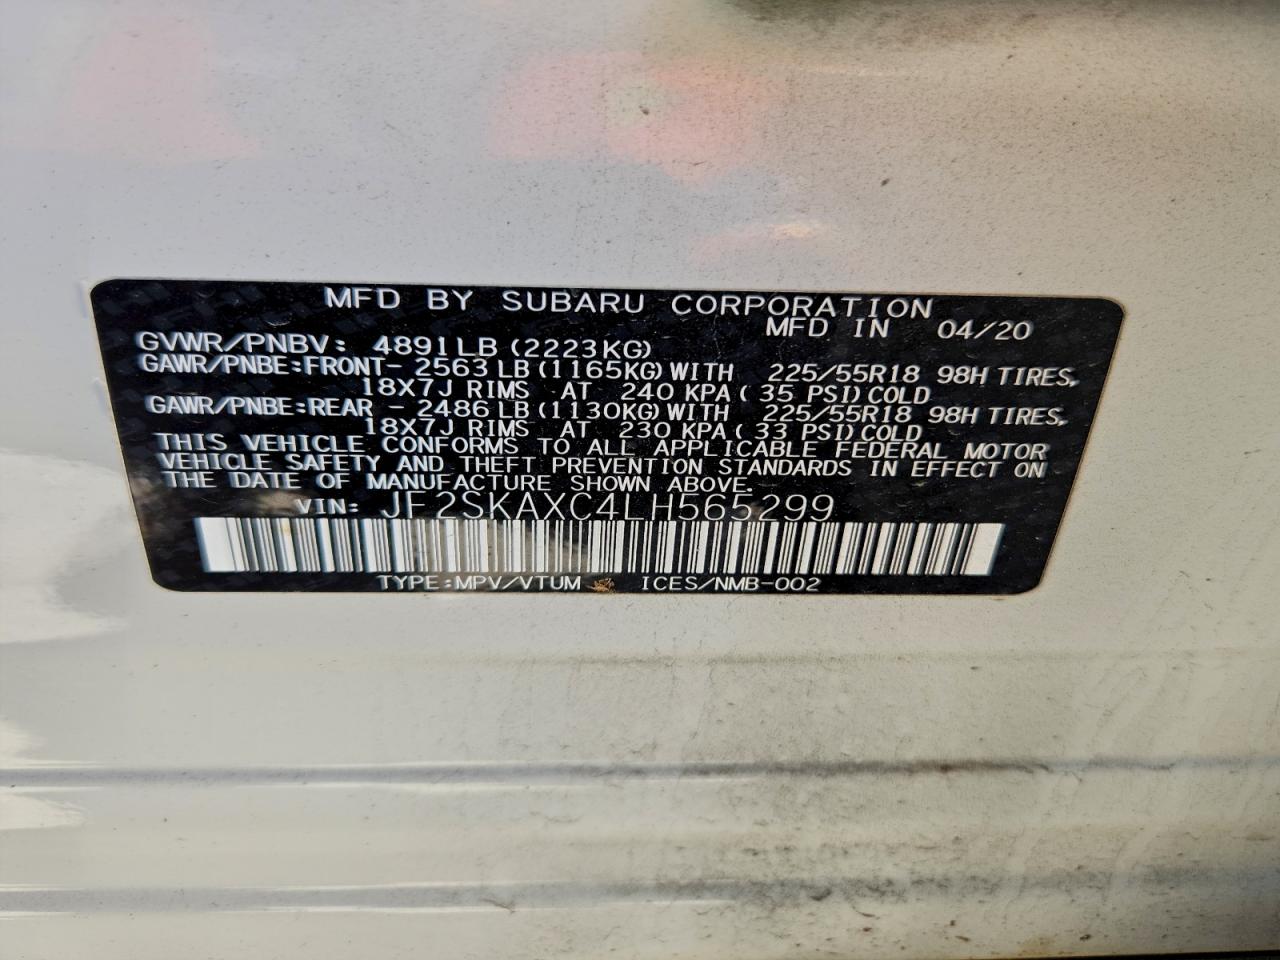 MFD BY SUBARU CORPORATION
MFD IN 04/20
GVWR/PNBV: 4891LB (2223KG)
GAWR/PNBE:FRONT- 2563LB (1165KG) WITH 225/55R18 98H TIRES,
18X7J RIMS AT 240 KPA ( 35 PSI) COLD
GAWR/PNBE:REAR - 2486LB (1130KG) WITH 225/55R18 98H TIRES,
18X7J RIMS AT 230 KPA ( 33 PSI) COLD
THIS VEHICLE CONFORMS TO ALL APPLICABLE FEDERAL MOTOR
VEHICLE SAFETY AND THEFT PREVENTION STANDARDS IN EFFECT ON
THE DATE OF MANUFACTURE SHOWN ABOVE.
VIN: JF2SKAXC4LH565299
TYPE:MPV/VTUM ICES/NMB-002